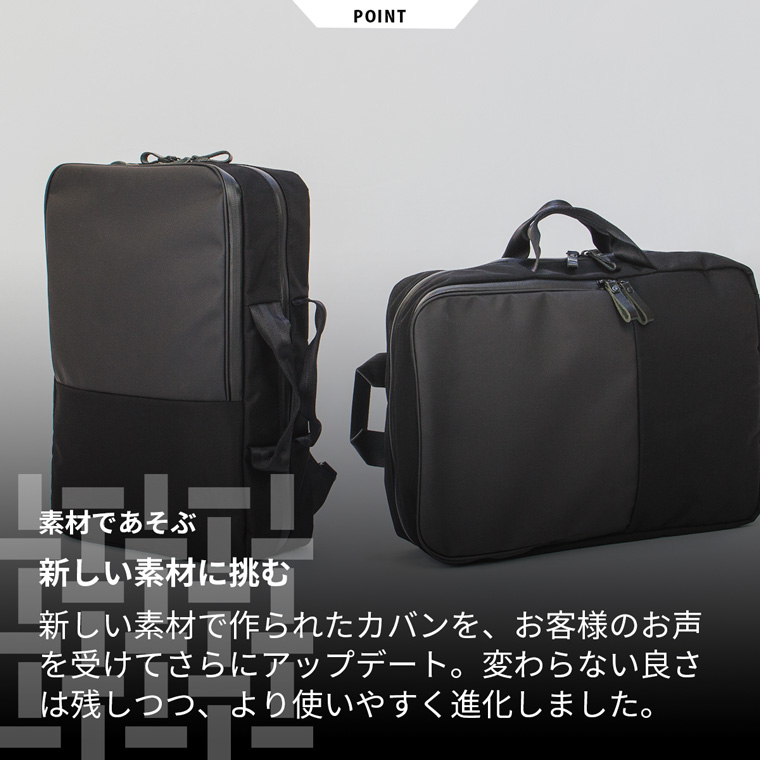 POINT
素材であそぶ
新しい素材に挑む
新しい素材で作られたカバンを、お客様のお声
を受けてさらにアップデート。変わらない良さ
は残しつつ、より使いやすく進化しました。